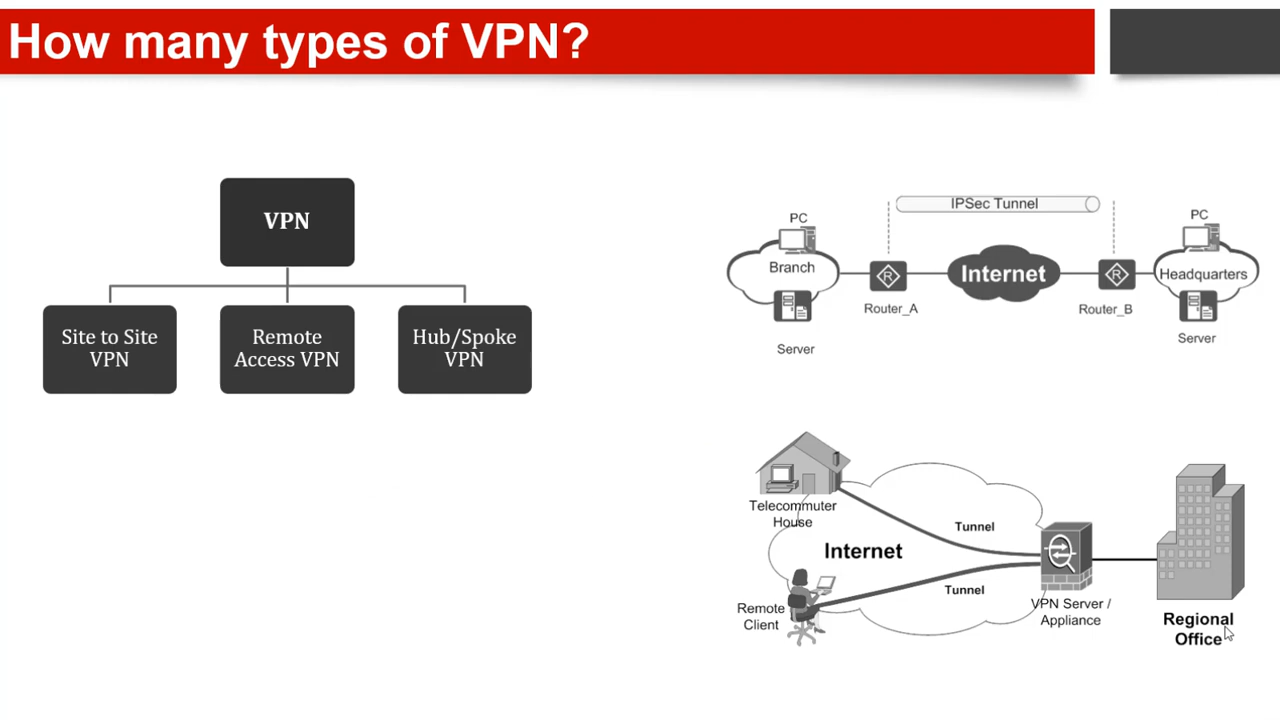 How many types of VPN?
VPN
Site to Site
VPN
Remote
Access VPN
Hub/Spoke
VPN
IPSec Tunnel
PC
PC
Branch
R
Internet
R
Headquarters
Router_A
Router_B
Server
Server
Telecommuter
House
Tunnel
Internet
Tunnel
Remote
Client
VPN Server /
Appliance
Regional
Office